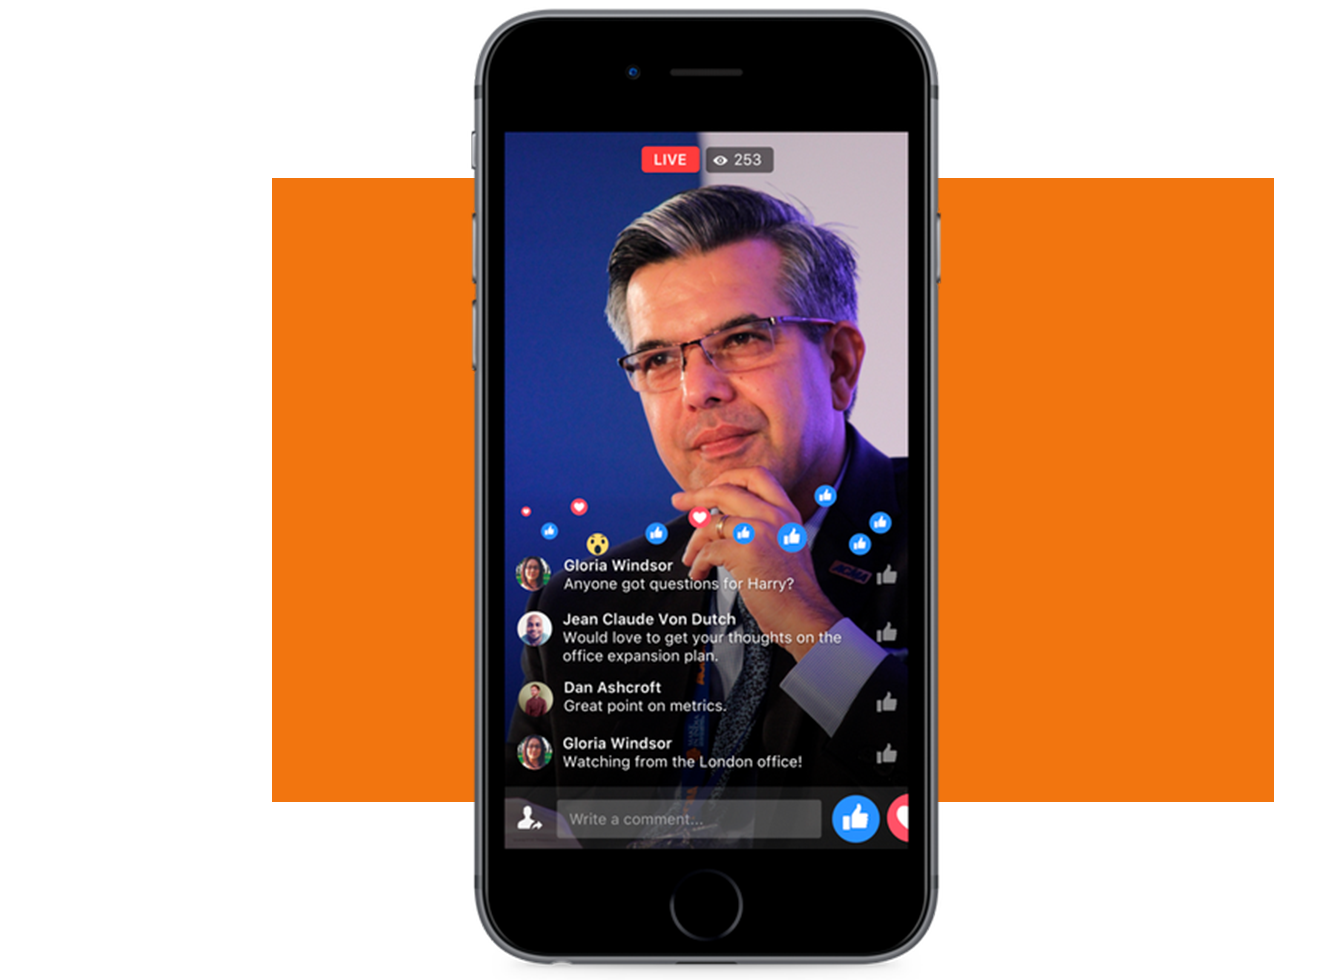 LIVE
253
Gloria Windsor
Anyone got questions for Harry?
Jean Claude Von Dutch
Would love to get your thoughts on the
office expansion plan.
Dan Ashcroft
Great point on metrics.
Gloria Windsor
Watching from the London office!
Write a comment...